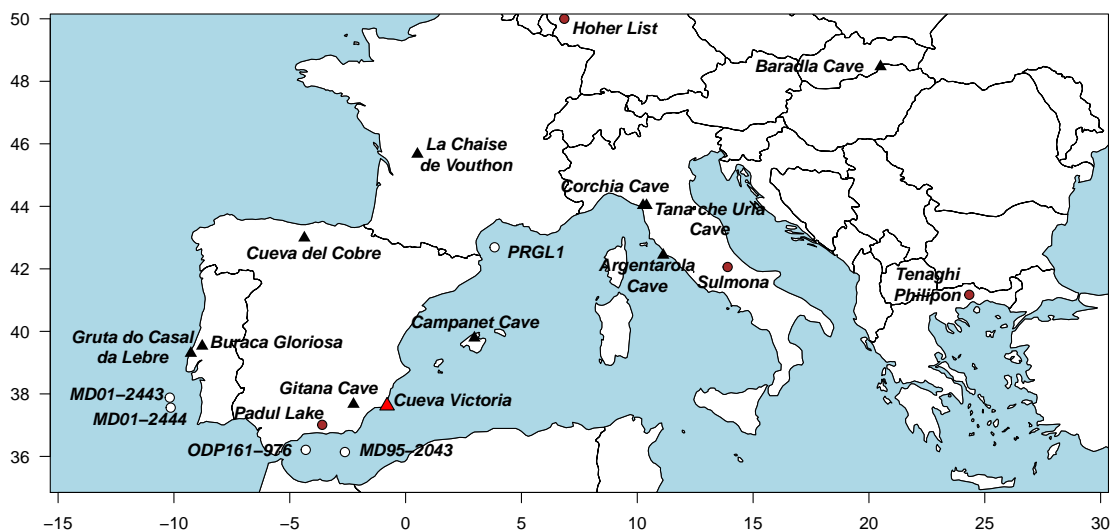 50
Hoher List
Baradla Cave
48
46
La Chaise
de Vouthon
44
Corchia Cave
Tana che Urla
Cave
Cueva del Cobre
PRGL1
42
Argentarola
Cave
Sulmona
Tenaghi
Philipon
40
Gruta do Casal
da Lebre
Buraca Gloriosa
Campanet Cave
38
MD01−2443
MD01−2444
Gitana Cave
Padul Lake
Cueva Victoria
36
ODP161−976
MD95−2043
−15
−10
−5
0
5
10
15
20
25
30